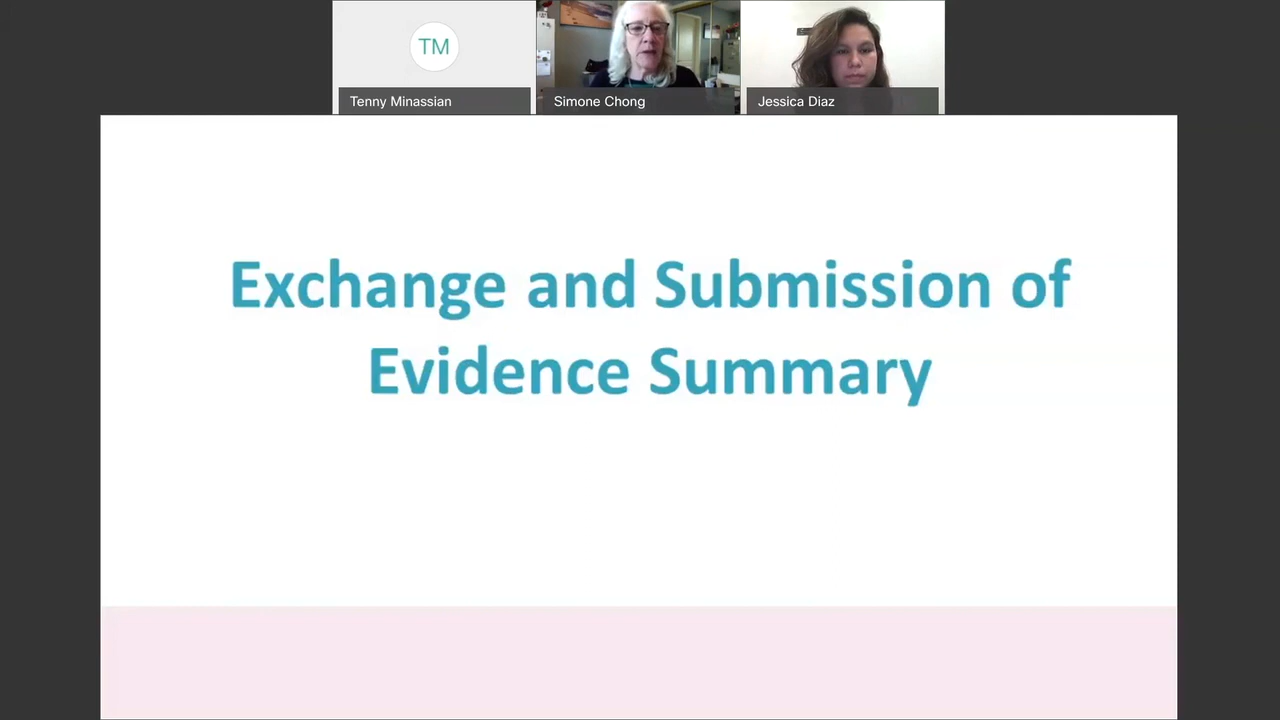 TM
Tenny Minassian
Simone Chong
Jessica Diaz
Exchange and Submission of
Evidence Summary